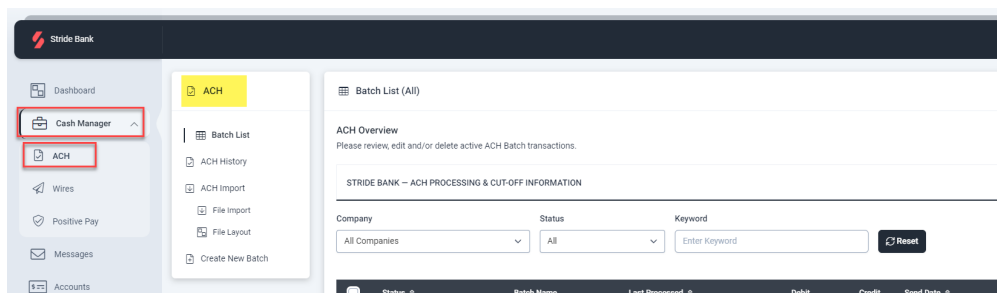 Stride Bank
Dashboard
Cash Manager
ACH
Wires
Positive Pay
Messages
Accounts
ACH
Batch List
ACH History
ACH Import
File Import
File Layout
Create New Batch
Batch List (All)
ACH Overview
Please review, edit and/or delete active ACH Batch transactions.
STRIDE BANK — ACH PROCESSING & CUT-OFF INFORMATION
Company Status Keyword
All Companies All Enter Keyword Reset
Status Batch Name Last Processed Debit Credit Send Date